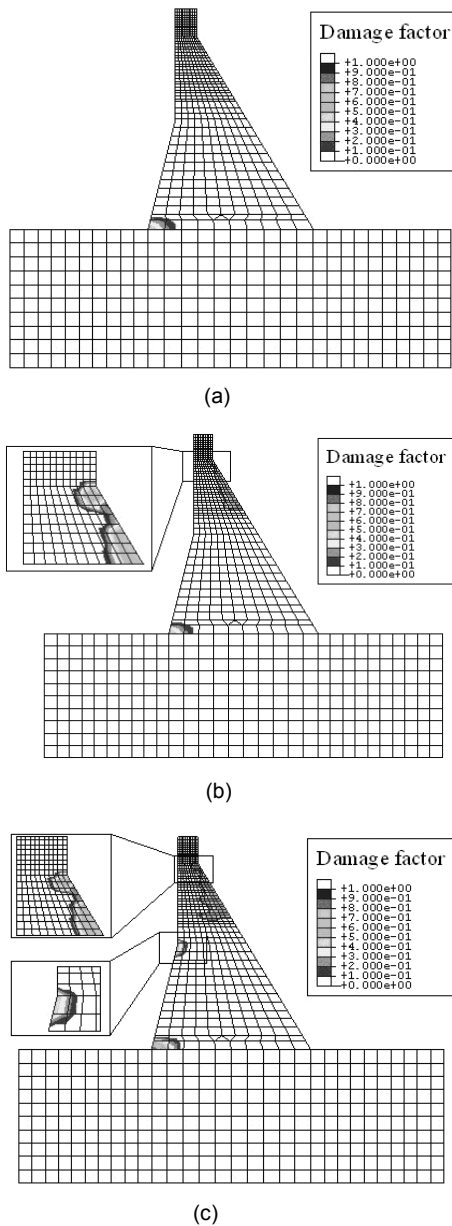 Damage factor
+1.000e+00
+9.000e-01
+8.000e-01
+7.000e-01
+6.000e-01
+5.000e-01
+4.000e-01
+3.000e-01
+2.000e-01
+1.000e-01
+0.000e+00
(a)
Damage factor
+1.000e+00
+9.000e-01
+8.000e-01
+7.000e-01
+6.000e-01
+5.000e-01
+4.000e-01
+3.000e-01
+2.000e-01
+1.000e-01
+0.000e+00
(b)
Damage factor
+1.000e+00
+9.000e-01
+8.000e-01
+7.000e-01
+6.000e-01
+5.000e-01
+4.000e-01
+3.000e-01
+2.000e-01
+1.000e-01
+0.000e+00
(c)